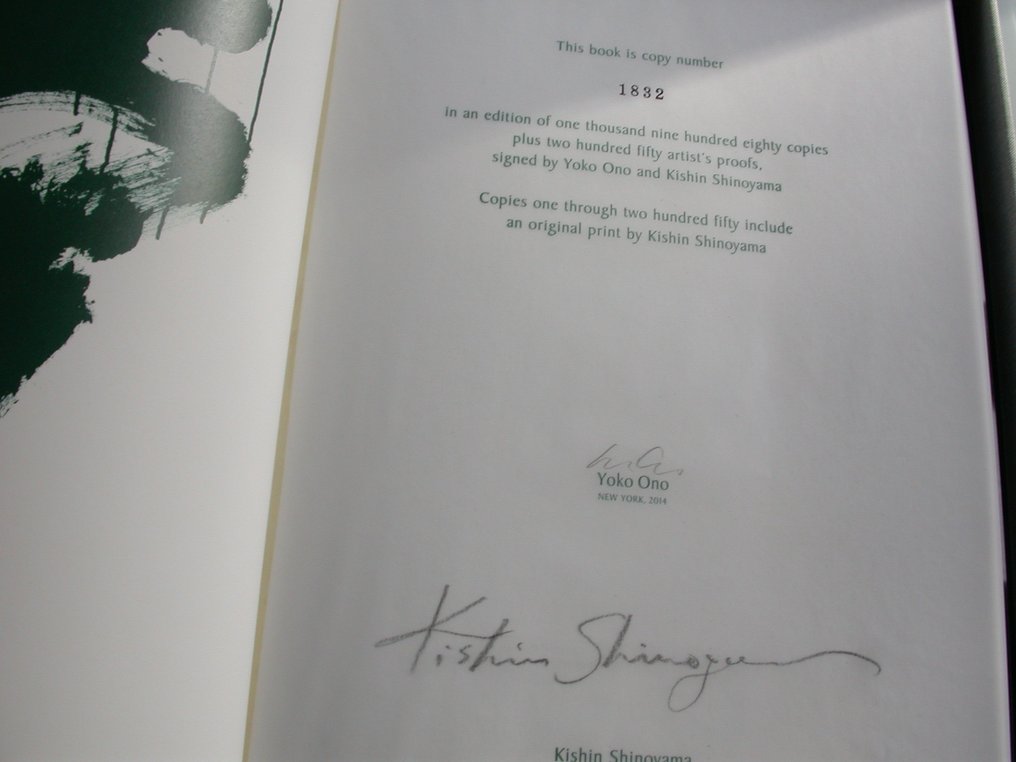 This book is copy number
1832
in an edition of one thousand nine hundred eighty copies
plus two hundred fifty artist's proofs,
signed by Yoko Ono and Kishin Shinoyama
Copies one through two hundred fifty include
an original print by Kishin Shinoyama
Yoko Ono
NEW YORK, 2014
Kishin Shinoyama
Kishin Shinoyama